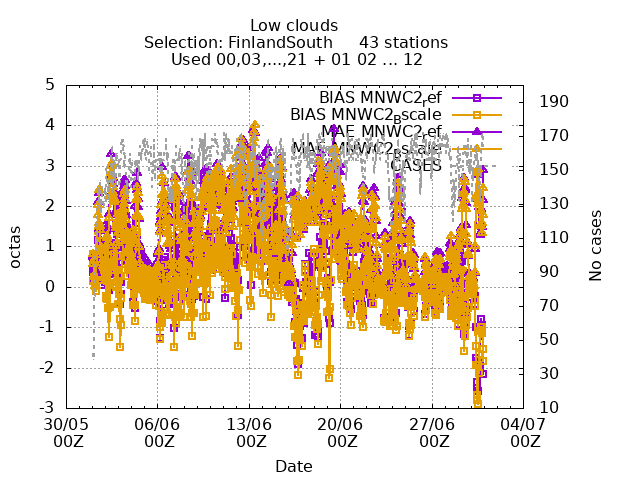 Low clouds
Selection: FinlandSouth 43 stations
Used 00,03,...,21 + 01 02 ... 12
BIAS MNWC2_ref
BIAS MNWC2_Bscale
MAE MNWC2_ref
MAE MNWC2_Bscale
CASES
5
4
3
2
1
0
-1
-2
-3
octas
190
170
150
130
110
90
70
50
30
10
No cases
30/05 06/06 13/06 20/06 27/06 04/07
00Z 00Z 00Z 00Z 00Z 00Z
Date